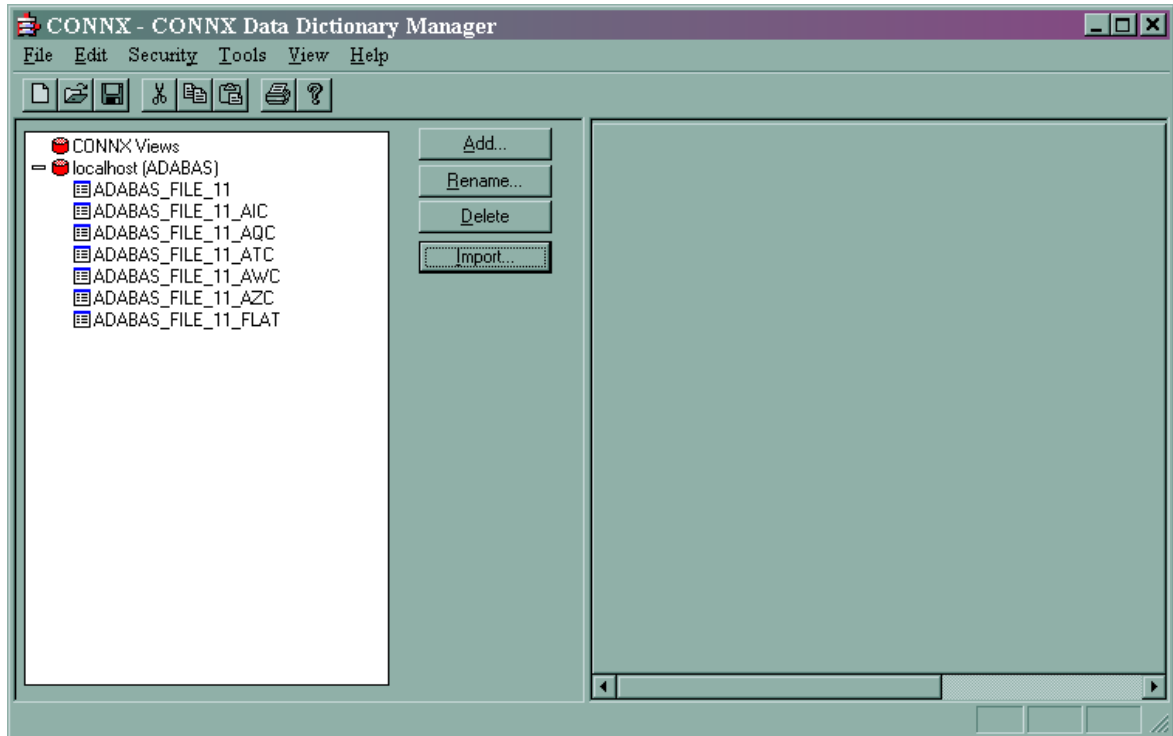 CONNX - CONNX Data Dictionary Manager
File Edit Security Tools View Help
CONNX Views
localhost (ADABAS)
ADABAS_FILE_11
ADABAS_FILE_11_AIC
ADABAS_FILE_11_AQC
ADABAS_FILE_11_ATC
ADABAS_FILE_11_AWC
ADABAS_FILE_11_AZC
ADABAS_FILE_11_FLAT
Add...
Rename...
Delete
Import...